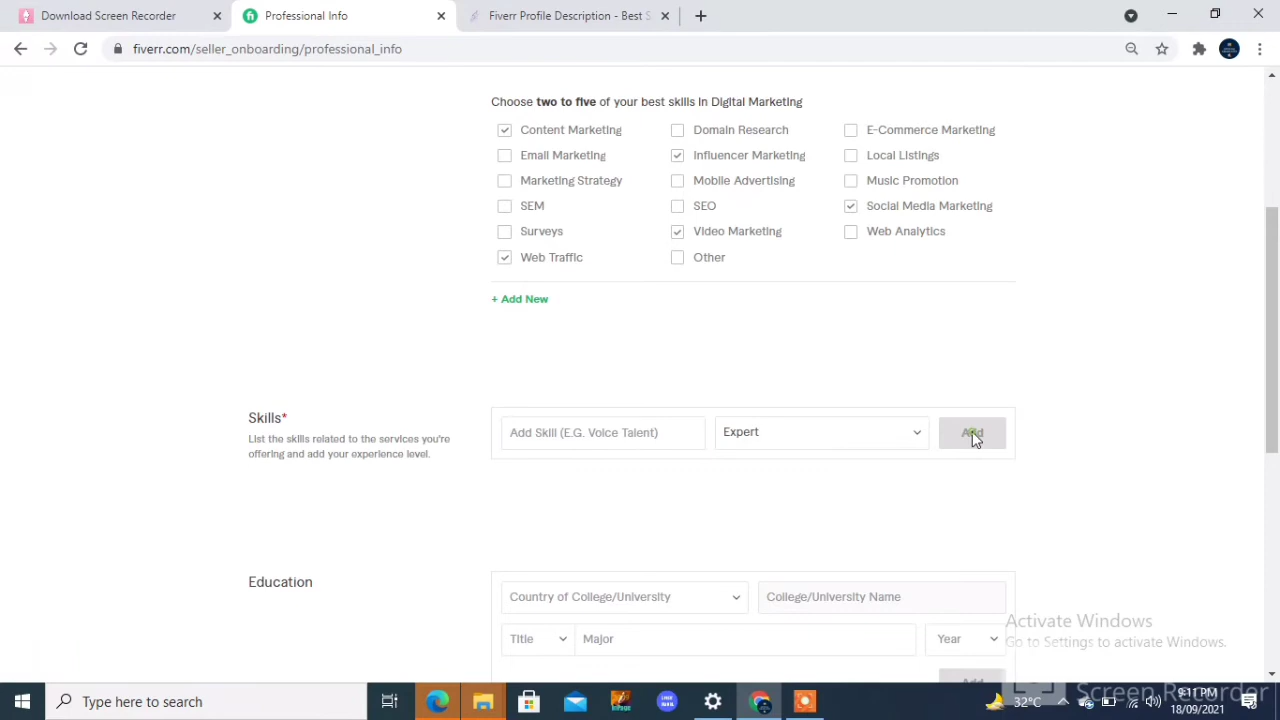 Download Screen Recorder
Professional Info
Fiverr Profile Description - Best S
fiverr.com/seller_onboarding/professional_info
Choose two to five of your best skills in Digital Marketing
Content Marketing Domain Research E-Commerce Marketing
Email Marketing Influencer Marketing Local Listings
Marketing Strategy Mobile Advertising Music Promotion
SEM SEO Social Media Marketing
Surveys Video Marketing Web Analytics
Web Traffic Other
+ Add New
Skills*
List the skills related to the services you're
offering and add your experience level.
Add Skill (E.G. Voice Talent) Expert Add
Education
Country of College/University College/University Name
Title Major Year
Add
Activate Windows
Go to Settings to activate Windows.
Screen Recorder
Type here to search
32°C
9:11 PM
18/09/2021